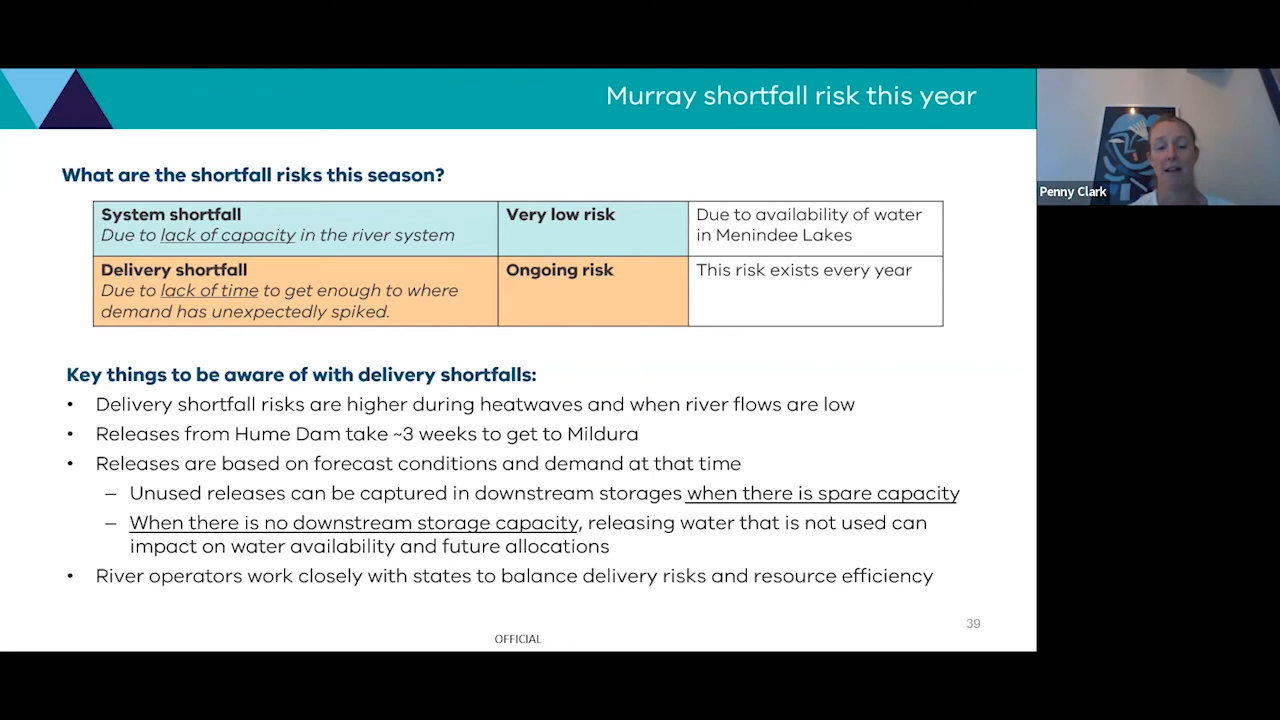 Murray shortfall risk this year
Penny Clark
What are the shortfall risks this season?
System shortfall
Due to lack of capacity in the river system
Very low risk
Due to availability of water
in Menindee Lakes
Delivery shortfall
Due to lack of time to get enough to where
demand has unexpectedly spiked.
Ongoing risk
This risk exists every year
Key things to be aware of with delivery shortfalls:
• Delivery shortfall risks are higher during heatwaves and when river flows are low
• Releases from Hume Dam take ~3 weeks to get to Mildura
• Releases are based on forecast conditions and demand at that time
– Unused releases can be captured in downstream storages when there is spare capacity
– When there is no downstream storage capacity, releasing water that is not used can
impact on water availability and future allocations
• River operators work closely with states to balance delivery risks and resource efficiency
39
OFFICIAL